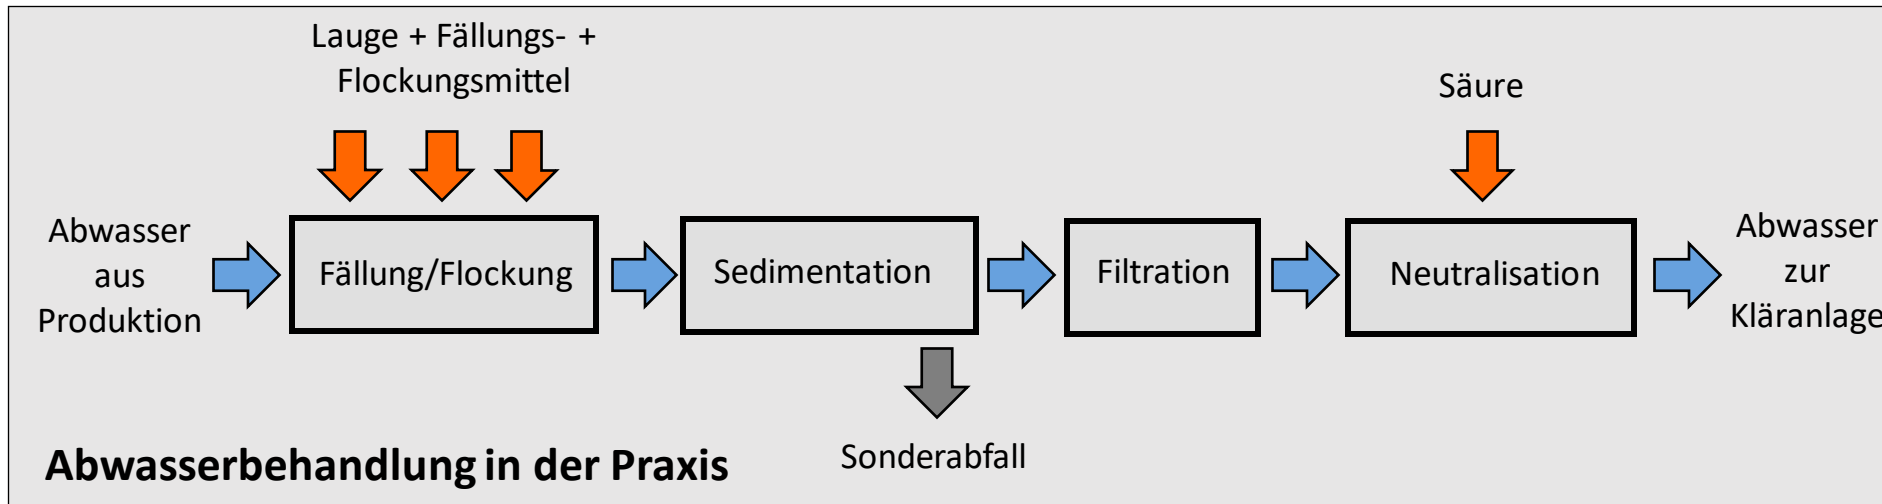 Lauge + Fällungs- +
Flockungsmittel
Säure
Abwasser
aus
Produktion
Fällung/Flockung
Sedimentation
Filtration
Neutralisation
Abwasser
zur
Kläranlage
Sonderabfall
Abwasserbehandlung in der Praxis